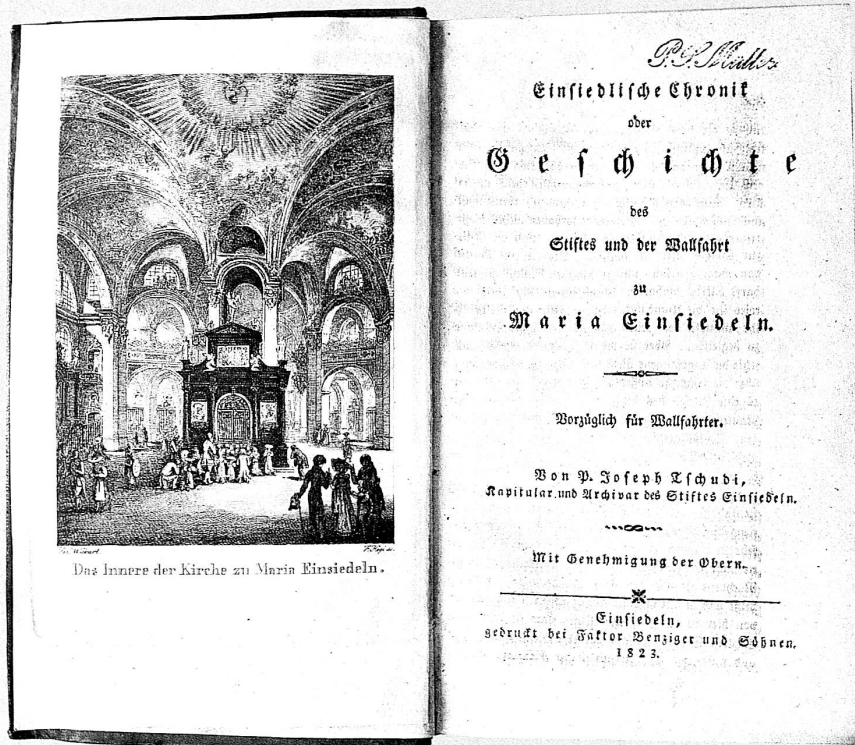 Das Innere der Kirche zu Maria Einsiedeln.
P. S. Müller
Einsiedlische Chronik
oder
Geschichte
des
Stiftes und der Wallfahrt
zu
Maria Einsiedeln.
Vorzüglich für Wallfahrter.
Von P. Joseph Tschudi,
Kapitular und Archivar des Stiftes Einsiedeln.
Mit Genehmigung der Obern.
Einsiedeln,
gedruckt bei Faktor Benziger und Söhnen.
1823.